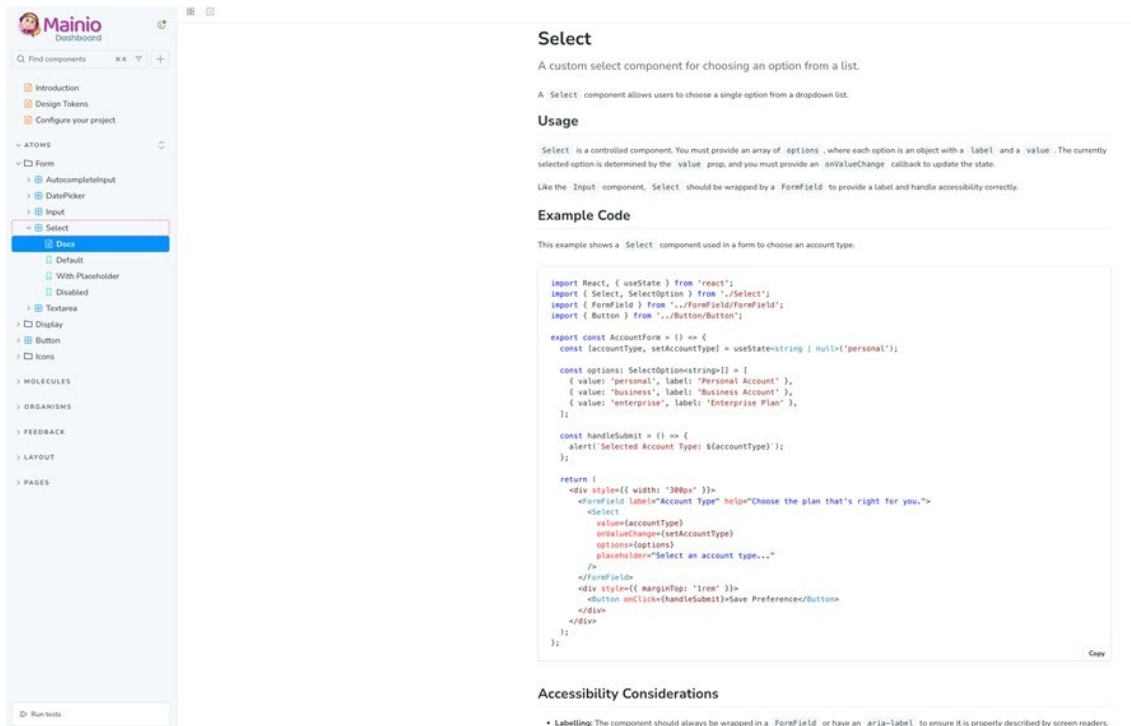 Mainio
Dashboard
Find components
⌘ K
Introduction
Design Tokens
Configure your project
ATOMS
Form
AutocompleteInput
DatePicker
Input
Select
Docs
Default
With Placeholder
Disabled
Textarea
Display
Button
Icons
MOLECULES
ORGANISMS
FEEDBACK
LAYOUT
PAGES
Run tests
Select
A custom select component for choosing an option from a list.
A Select component allows users to choose a single option from a dropdown list.
Usage
Select is a controlled component. You must provide an array of options , where each option is an object with a label and a value . The currently
selected option is determined by the value prop, and you must provide an onValueChange callback to update the state.
Like the Input component, Select should be wrapped by a FormField to provide a label and handle accessibility correctly.
Example Code
This example shows a Select component used in a form to choose an account type.
import React, { useState } from 'react';
import { Select, SelectOption } from './Select';
import { FormField } from '../FormField/FormField';
import { Button } from '../Button/Button';
export const AccountForm = () => {
const [accountType, setAccountType] = useState<string | null>('personal');
const options: SelectOption<string>[] = [
{ value: 'personal', label: 'Personal Account' },
{ value: 'business', label: 'Business Account' },
{ value: 'enterprise', label: 'Enterprise Plan' },
];
const handleSubmit = () => {
alert(`Selected Account Type: ${accountType}`);
};
return (
<div style={{ width: '300px' }}>
<FormField label="Account Type" help="Choose the plan that's right for you.">
<Select
value={accountType}
onValueChange={setAccountType}
options={options}
placeholder="Select an account type..."
/>
</FormField>
<div style={{ marginTop: '1rem' }}>
<Button onClick={handleSubmit}>Save Preference</Button>
</div>
</div>
);
};
Copy
Accessibility Considerations
• Labelling: The component should always be wrapped in a FormField or have an aria-label to ensure it is properly described by screen readers.